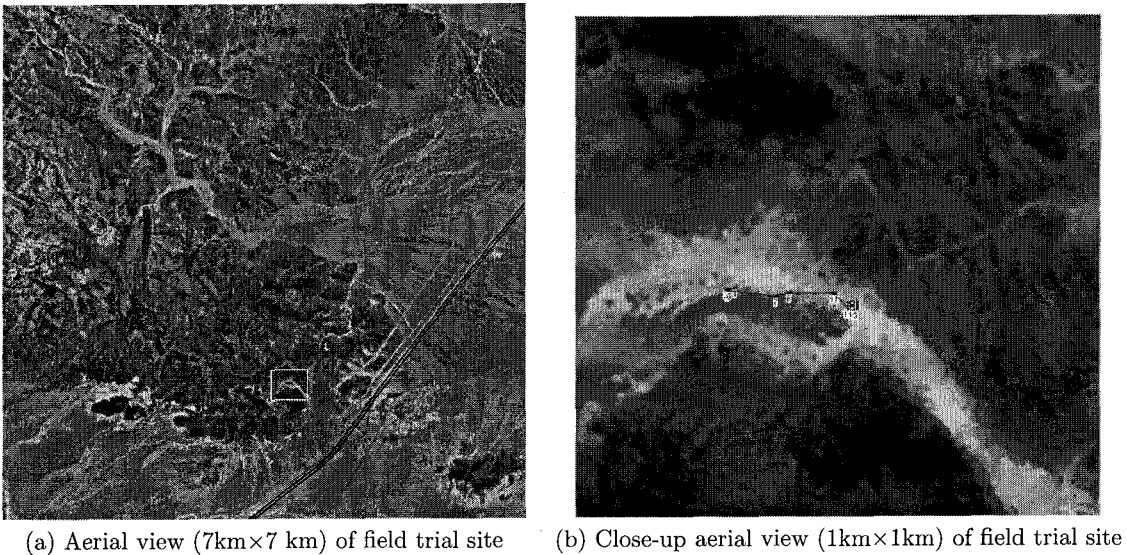 (a) Aerial view (7km×7 km) of field trial site
(b) Close-up aerial view (1km×1km) of field trial site